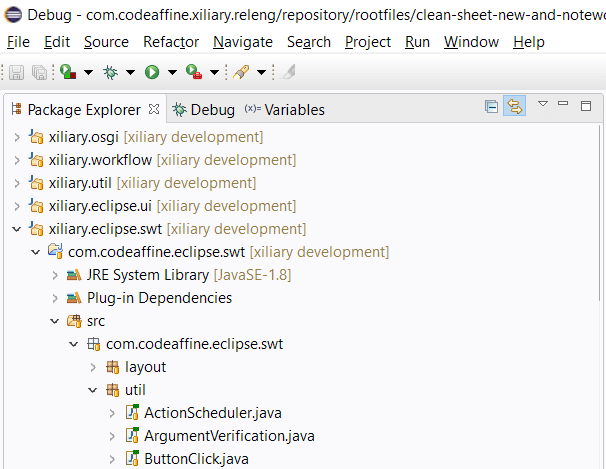 Debug - com.codeaffine.xiliary.releng/repository/rootfiles/clean-sheet-new-and-notew
File Edit Source Refactor Navigate Search Project Run Window Help
Package Explorer Debug (x)= Variables
xiliary.osgi [xiliary development]
xiliary.workflow [xiliary development]
xiliary.util [xiliary development]
xiliary.eclipse.ui [xiliary development]
xiliary.eclipse.swt [xiliary development]
com.codeaffine.eclipse.swt [xiliary development]
JRE System Library [JavaSE-1.8]
Plug-in Dependencies
src
com.codeaffine.eclipse.swt
layout
util
ActionScheduler.java
ArgumentVerification.java
ButtonClick.java